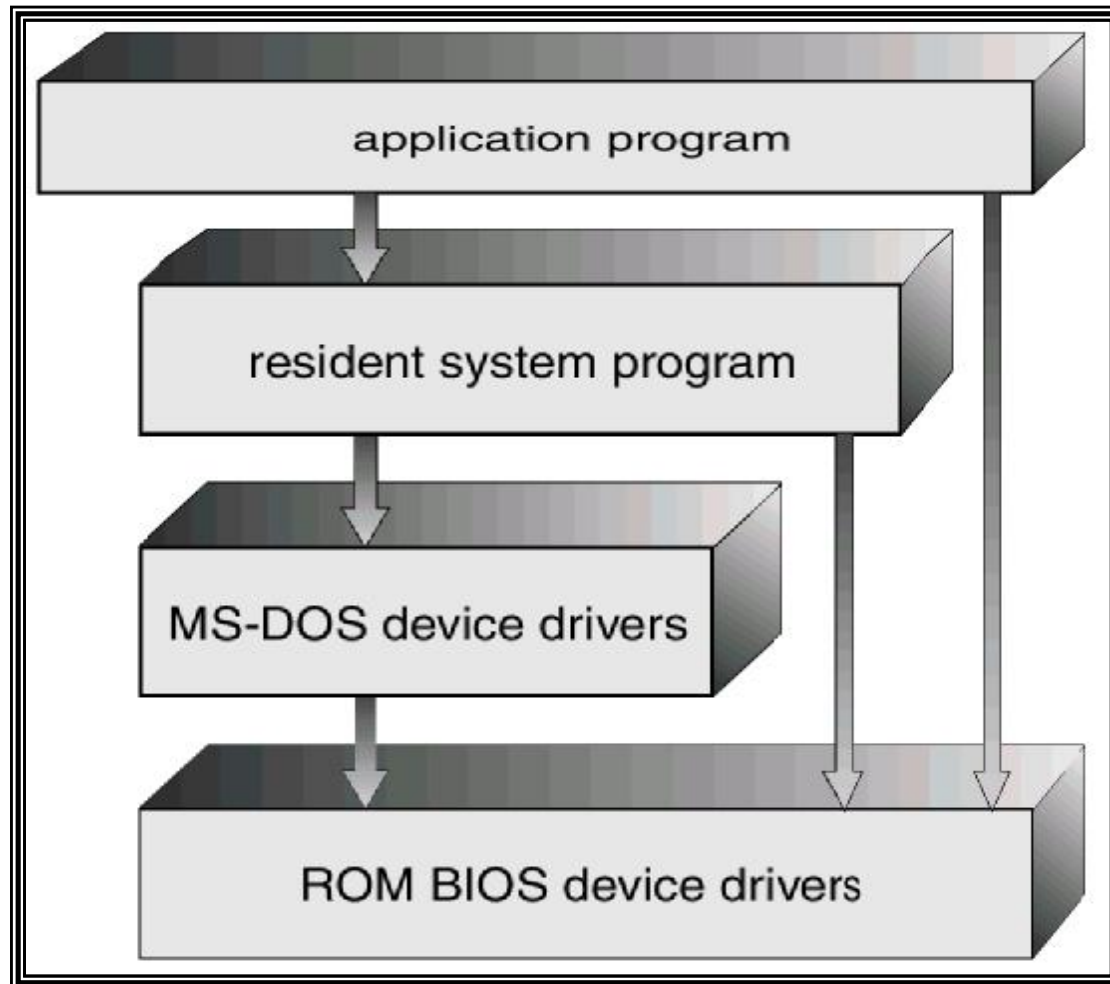 application program
resident system program
MS-DOS device drivers
ROM BIOS device drivers